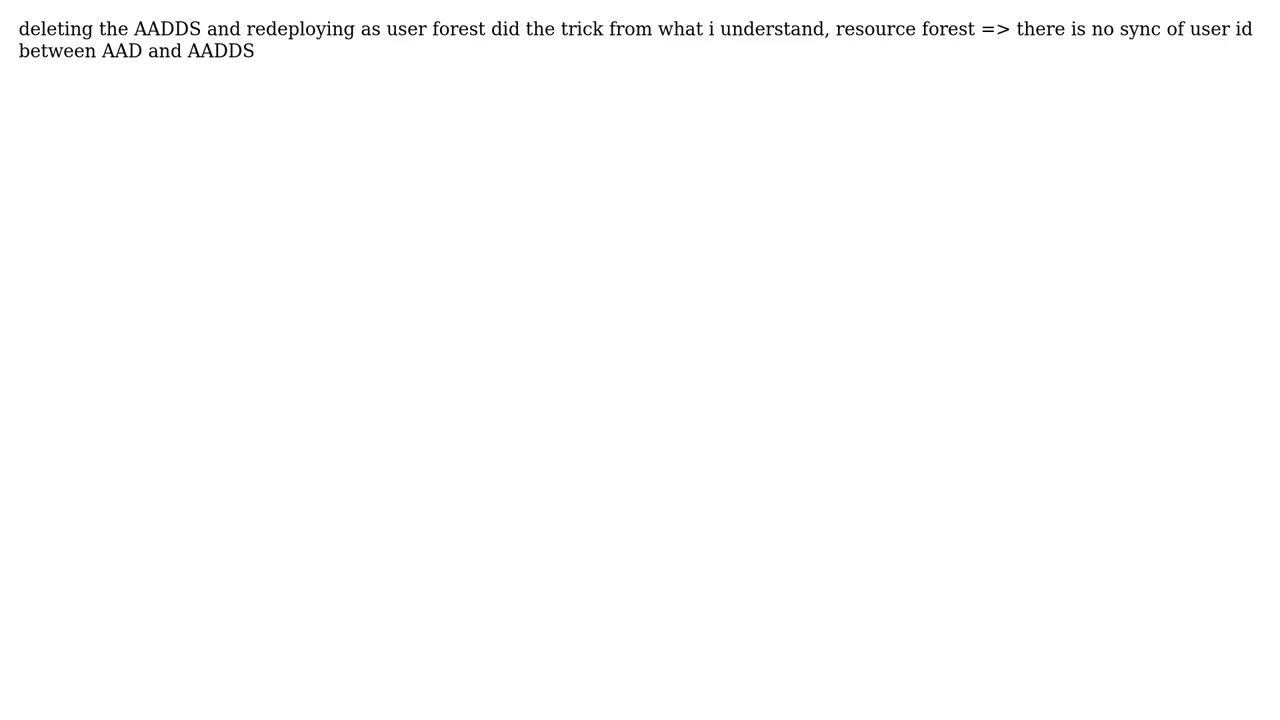 deleting the AADDS and redeploying as user forest did the trick from what i understand, resource forest => there is no sync of user id
between AAD and AADDS